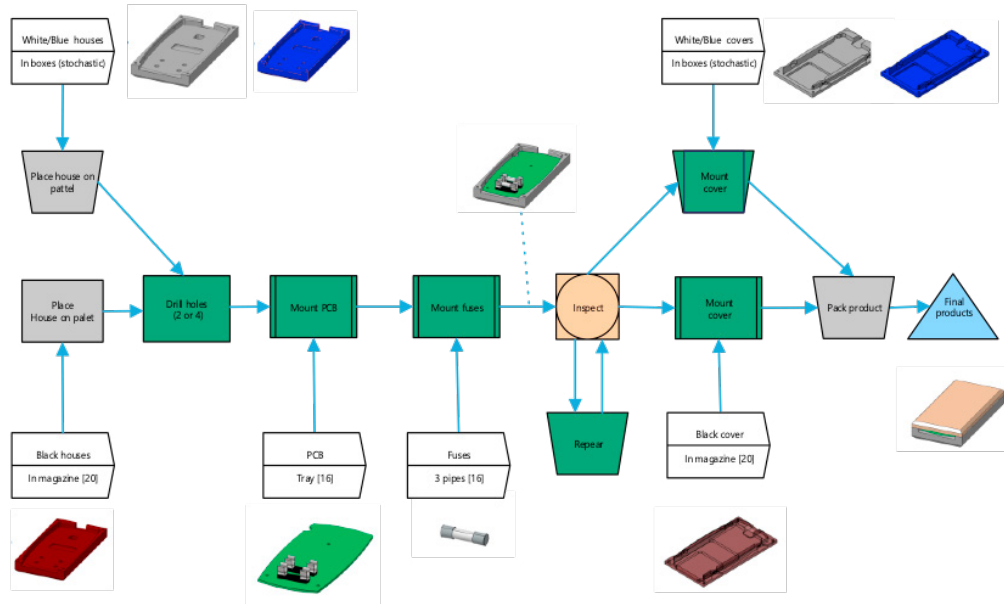 White/Blue houses
In boxes (stochastic)
White/Blue covers
In boxes (stochastic)
Place house on
pattel
Mount
cover
Place
House on palet
Drill holes
(2 or 4)
Mount PCB
Mount fuses
Inspect
Mount
cover
Pack product
Final
products
Repear
Black houses
In magazine [20]
PCB
Tray [16]
Fuses
3 pipes [16]
Black cover
In magazine [20]